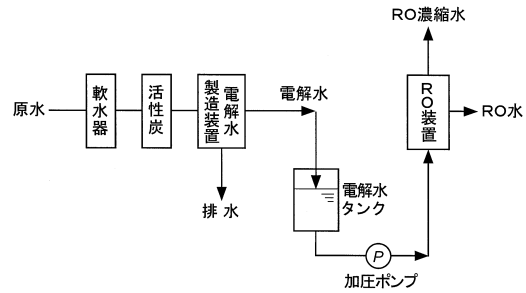 RO濃縮水
原水
軟水器
活性炭
電解水
製造装置
電解水
RO装置
RO水
排水
電解水
タンク
P
加圧ポンプ